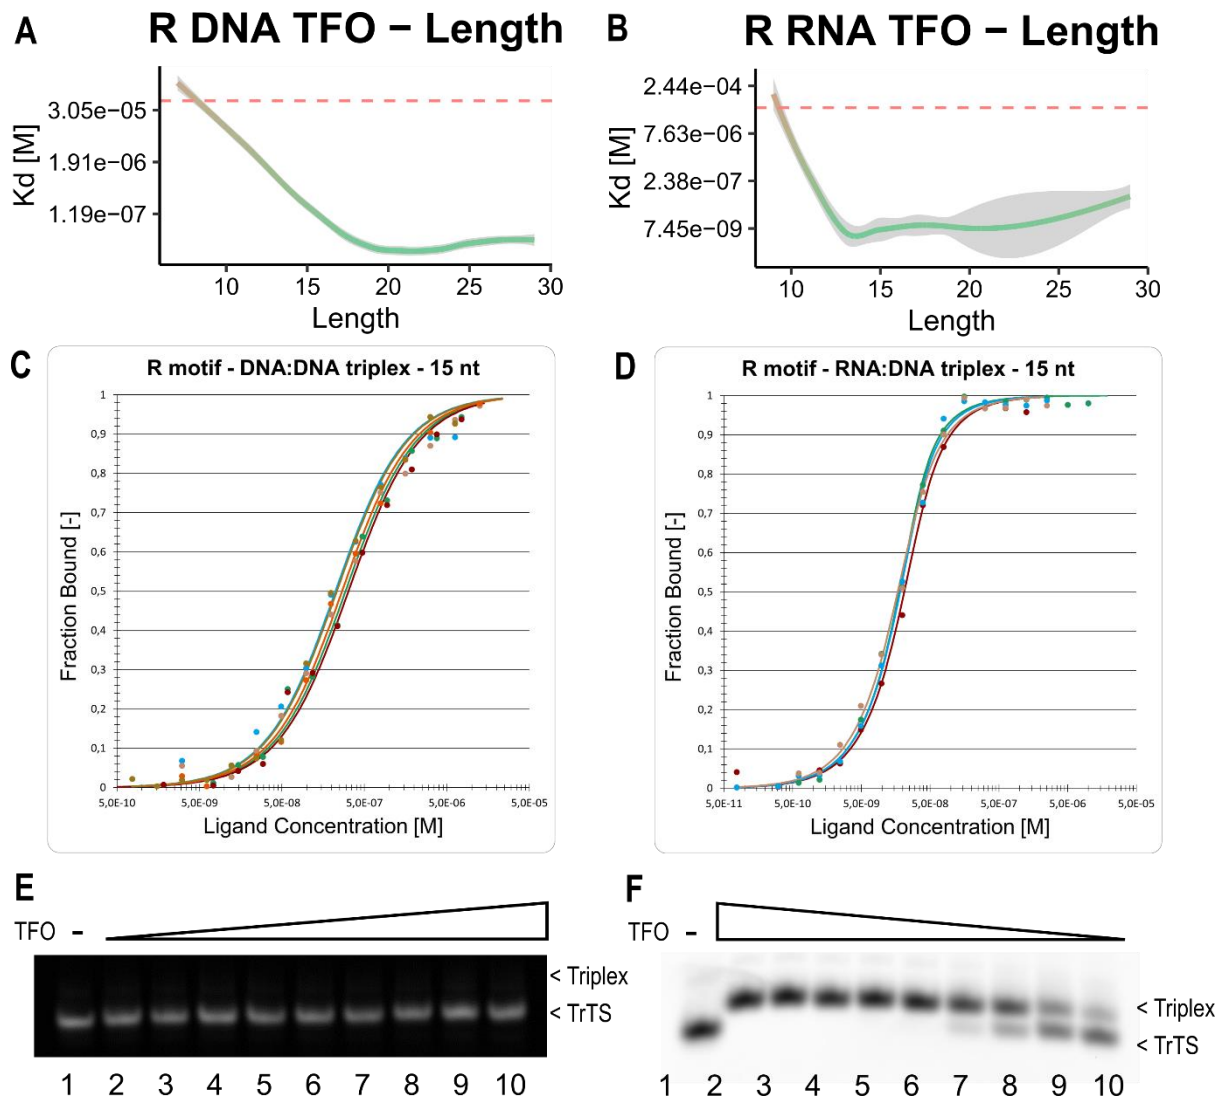 A
R DNA TFO − Length
Kd [M]
3.05e−05
1.91e−06
1.19e−07
10
15
20
25
30
Length
B
R RNA TFO − Length
Kd [M]
2.44e−04
7.63e−06
2.38e−07
7.45e−09
10
15
20
25
30
Length
C
R motif - DNA:DNA triplex - 15 nt
Fraction Bound [-]
1
0,9
0,8
0,7
0,6
0,5
0,4
0,3
0,2
0,1
0
5,0E-10
5,0E-09
5,0E-08
5,0E-07
5,0E-06
5,0E-05
Ligand Concentration [M]
D
R motif - RNA:DNA triplex - 15 nt
Fraction Bound [-]
1
0,9
0,8
0,7
0,6
0,5
0,4
0,3
0,2
0,1
0
5,0E-11
5,0E-10
5,0E-09
5,0E-08
5,0E-07
5,0E-06
5,0E-05
Ligand Concentration [M]
E
TFO −
< Triplex
< TrTS
1 2 3 4 5 6 7 8 9 10
F
TFO −
< Triplex
< TrTS
1 2 3 4 5 6 7 8 9 10